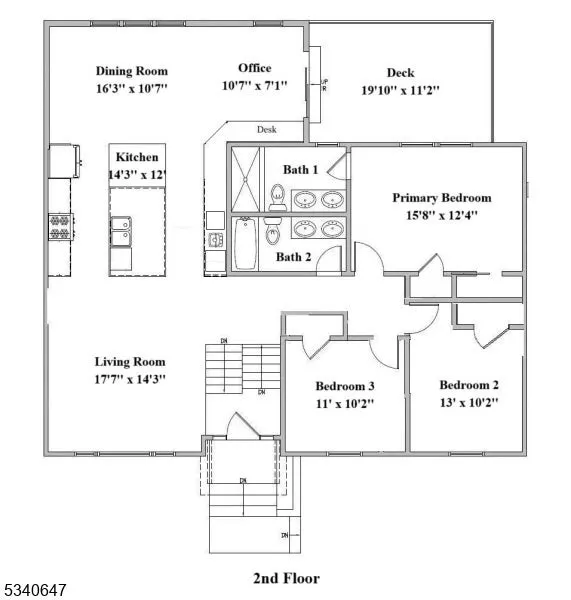 Dining Room
16'3" x 10'7"
Office
10'7" x 7'1"
UP
R
Deck
19'10" x 11'2"
Desk
Kitchen
14'3" x 12'
Bath 1
Primary Bedroom
15'8" x 12'4"
Bath 2
Living Room
17'7" x 14'3"
DN
DN
Bedroom 3
11' x 10'2"
Bedroom 2
13' x 10'2"
DN
DN
2nd Floor
5340647